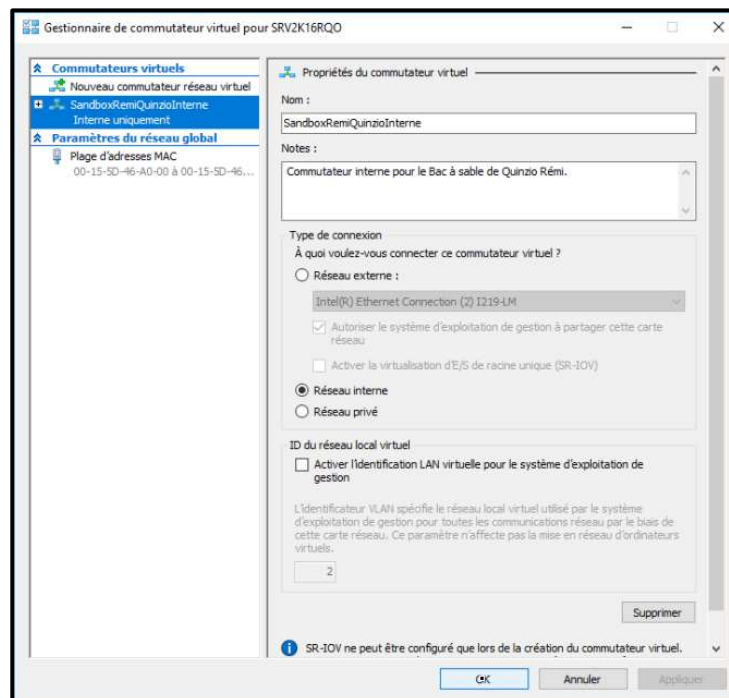 Gestionnaire de commutateur virtuel pour SRV2K16RQO
Commutateurs virtuels
Nouveau commutateur réseau virtuel
SandboxRemiQuinzioInterne
Interne uniquement
Paramètres du réseau global
Plage d'adresses MAC
00-15-5D-46-A0-00 à 00-15-5D-46...
Propriétés du commutateur virtuel
Nom :
SandboxRemiQuinzioInterne
Notes :
Commutateur interne pour le Bac à sable de Quinzio Rémi.
Type de connexion
À quoi voulez-vous connecter ce commutateur virtuel ?
Réseau externe :
Intel(R) Ethernet Connection (2) I219-LM
Autoriser le système d'exploitation de gestion à partager cette carte
réseau
Activer la virtualisation d'E/S de racine unique (SR-IOV)
Réseau interne
Réseau privé
ID du réseau local virtuel
Activer l'identification LAN virtuelle pour le système d'exploitation de
gestion
L'identificateur VLAN spécifie le réseau local virtuel utilisé par le système
d'exploitation de gestion pour toutes les communications réseau par le biais de
cette carte réseau. Ce paramètre n'affecte pas la mise en réseau d'ordinateurs
virtuels.
2
Supprimer
SR-IOV ne peut être configuré que lors de la création du commutateur virtuel.
OK
Annuler
Appliquer